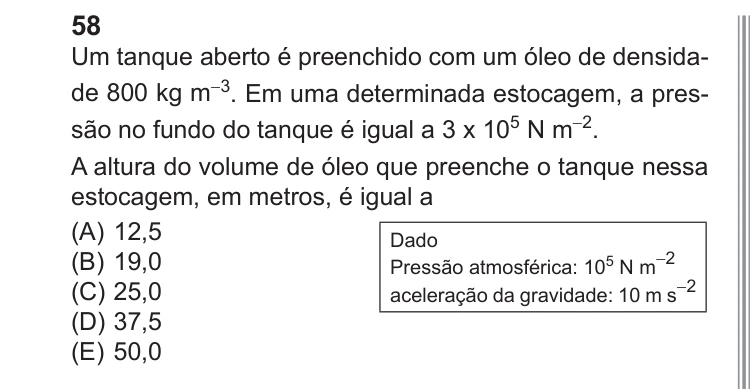 58
Um tanque aberto é preenchido com um óleo de densida-
de 800 kg m⁻³. Em uma determinada estocagem, a pres-
são no fundo do tanque é igual a 3 x 10⁵ N m⁻².
A altura do volume de óleo que preenche o tanque nessa
estocagem, em metros, é igual a
(A) 12,5
(B) 19,0
(C) 25,0
(D) 37,5
(E) 50,0
Dado
Pressão atmosférica: 10⁵ N m⁻²
aceleração da gravidade: 10 m s⁻²